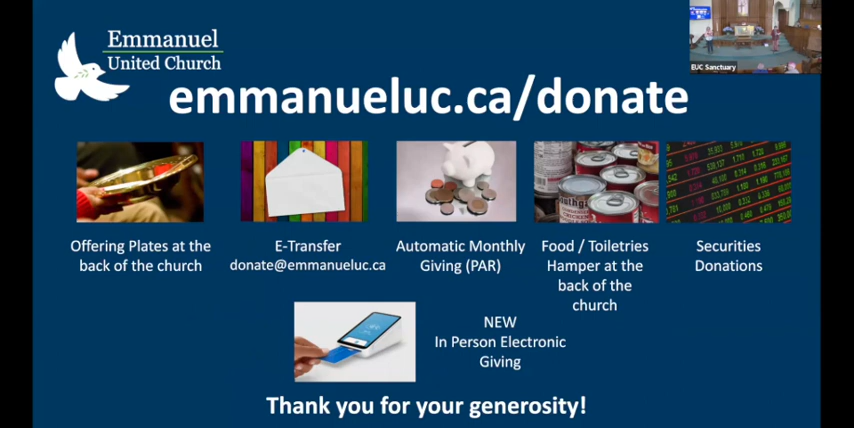 Emmanuel
United Church
EUC Sanctuary
emmanueluc.ca/donate
Offering Plates at the
back of the church
E-Transfer
donate@emmanueluc.ca
Automatic Monthly
Giving (PAR)
Food / Toiletries
Hamper at the
back of the
church
Securities
Donations
NEW
In Person Electronic
Giving
Thank you for your generosity!